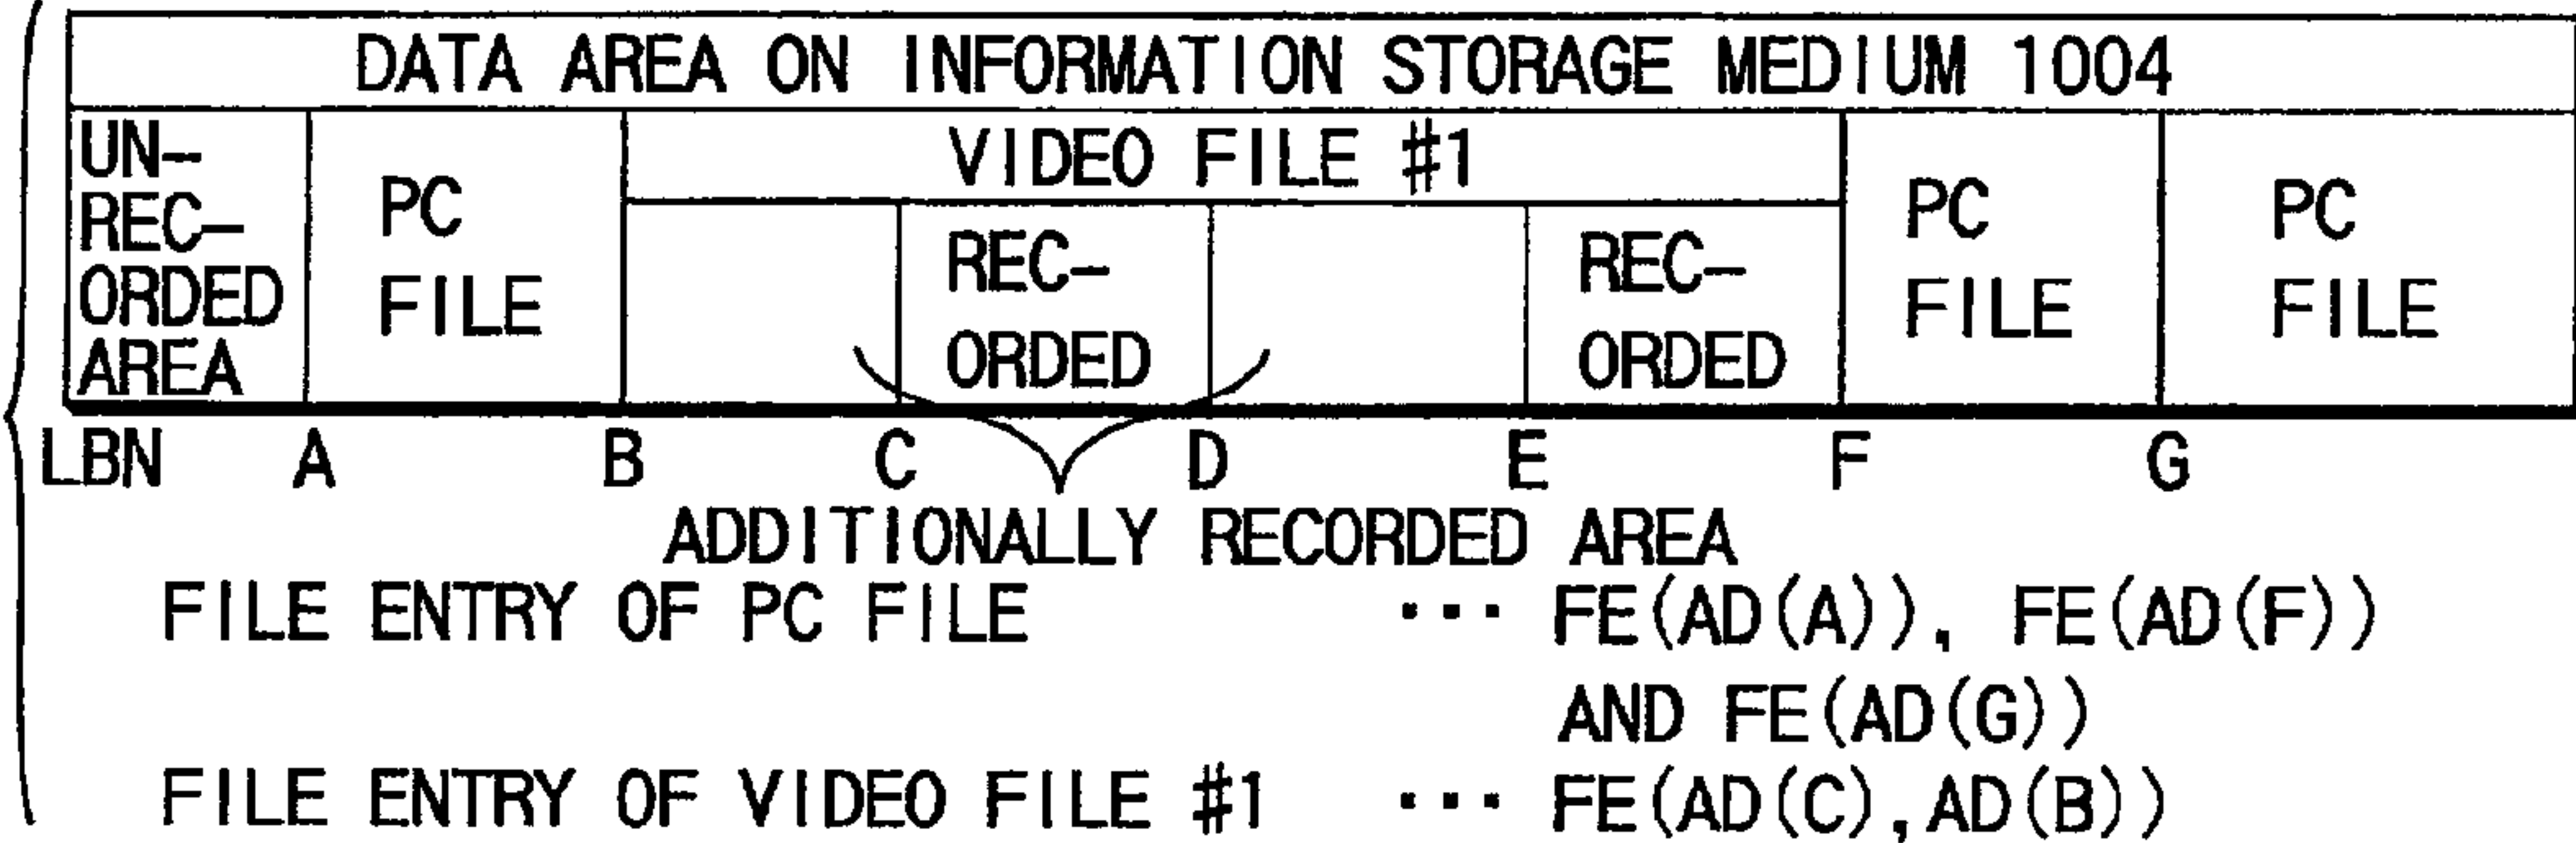 DATA AREA ON INFORMATION STORAGE MEDIUM 1004
UN-
REC-
ORDED
AREA
PC
FILE
VIDEO FILE #1
REC-
ORDED
REC-
ORDED
PC
FILE
PC
FILE
LBN A B C D E F G
ADDITIONALLY RECORDED AREA
FILE ENTRY OF PC FILE ··· FE(AD(A)), FE(AD(F))
AND FE(AD(G))
FILE ENTRY OF VIDEO FILE #1 ··· FE(AD(C),AD(B))